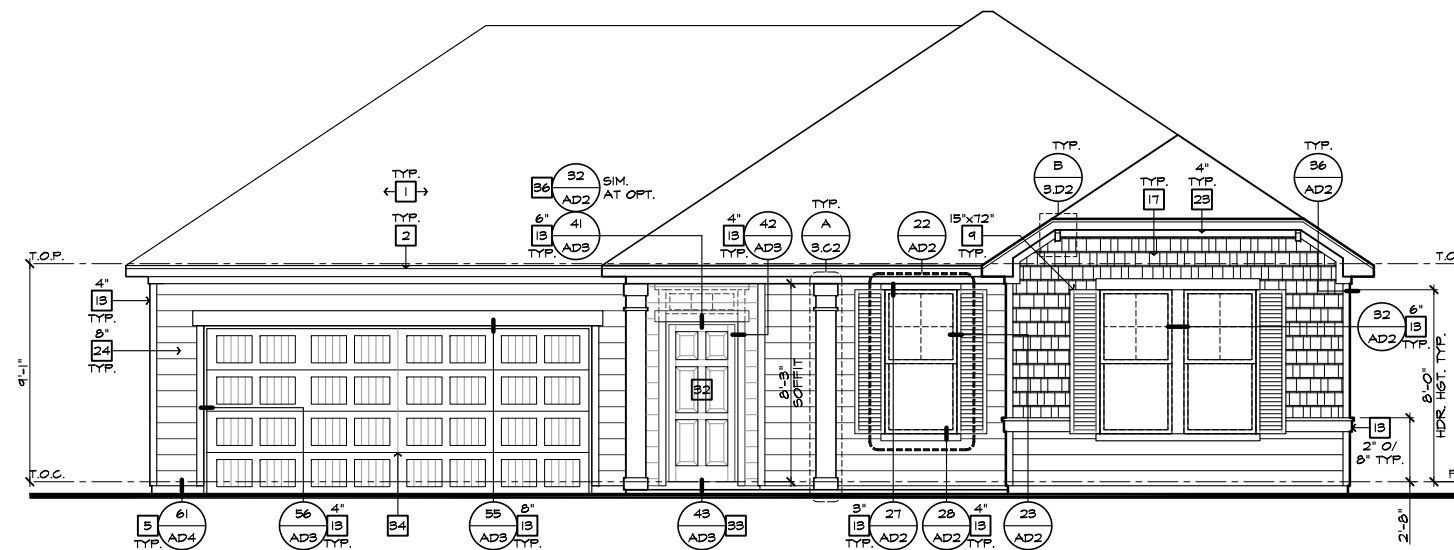 TYP.
1
TYP.
2
36
32
AD2
SIM.
AT OPT.
6"
13
TYP.
41
AD3
4"
13
TYP.
42
AD3
TYP.
A
3.C2
22
AD2
15"x72"
9
TYP.
TYP.
B
3.D2
TYP.
17
4"
23
TYP.
36
AD2
T.O.P.
T.O
4"
13
TYP.
8"
24
TYP.
9'-1"
32
8'-3"
SOFFIT
32
AD2
6"
13
TYP.
8'-0"
HDR. HGT. TYP.
13
2" O/
8" TYP.
T.O.C.
F
2'-8"
5
TYP.
61
AD4
56
AD3
4"
13
TYP.
34
55
AD3
8"
13
TYP.
43
AD3
33
3"
13
TYP.
27
AD2
28
AD2
4"
13
TYP.
23
AD2